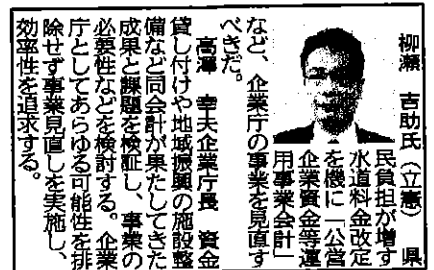 柳瀬　吉助氏（立憲）　県
民負担が増す
水道料金改定
を機に「公営
企業資金等運
用事業会計」
など、企業庁の事業を見直す
べきだ。
高澤　幸夫企業庁長　資金
貸し付けや地域振興の施設整
備など同会計が果たしてきた
成果と課題を検証し、事業の
必要性などを検討する。企業
庁としてあらゆる可能性を排
除せず事業見直しを実施し、
効率性を追求する。